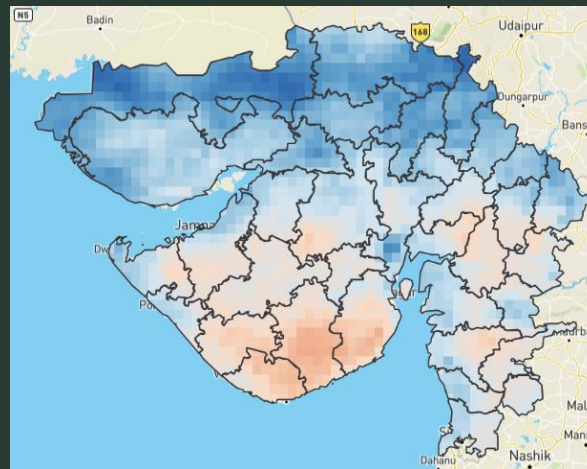 N5
Badin
168
Udaipur
Dungarpur
Bans
Jamn
Dw
Po
Mal
Man
Dahanu
Nashik